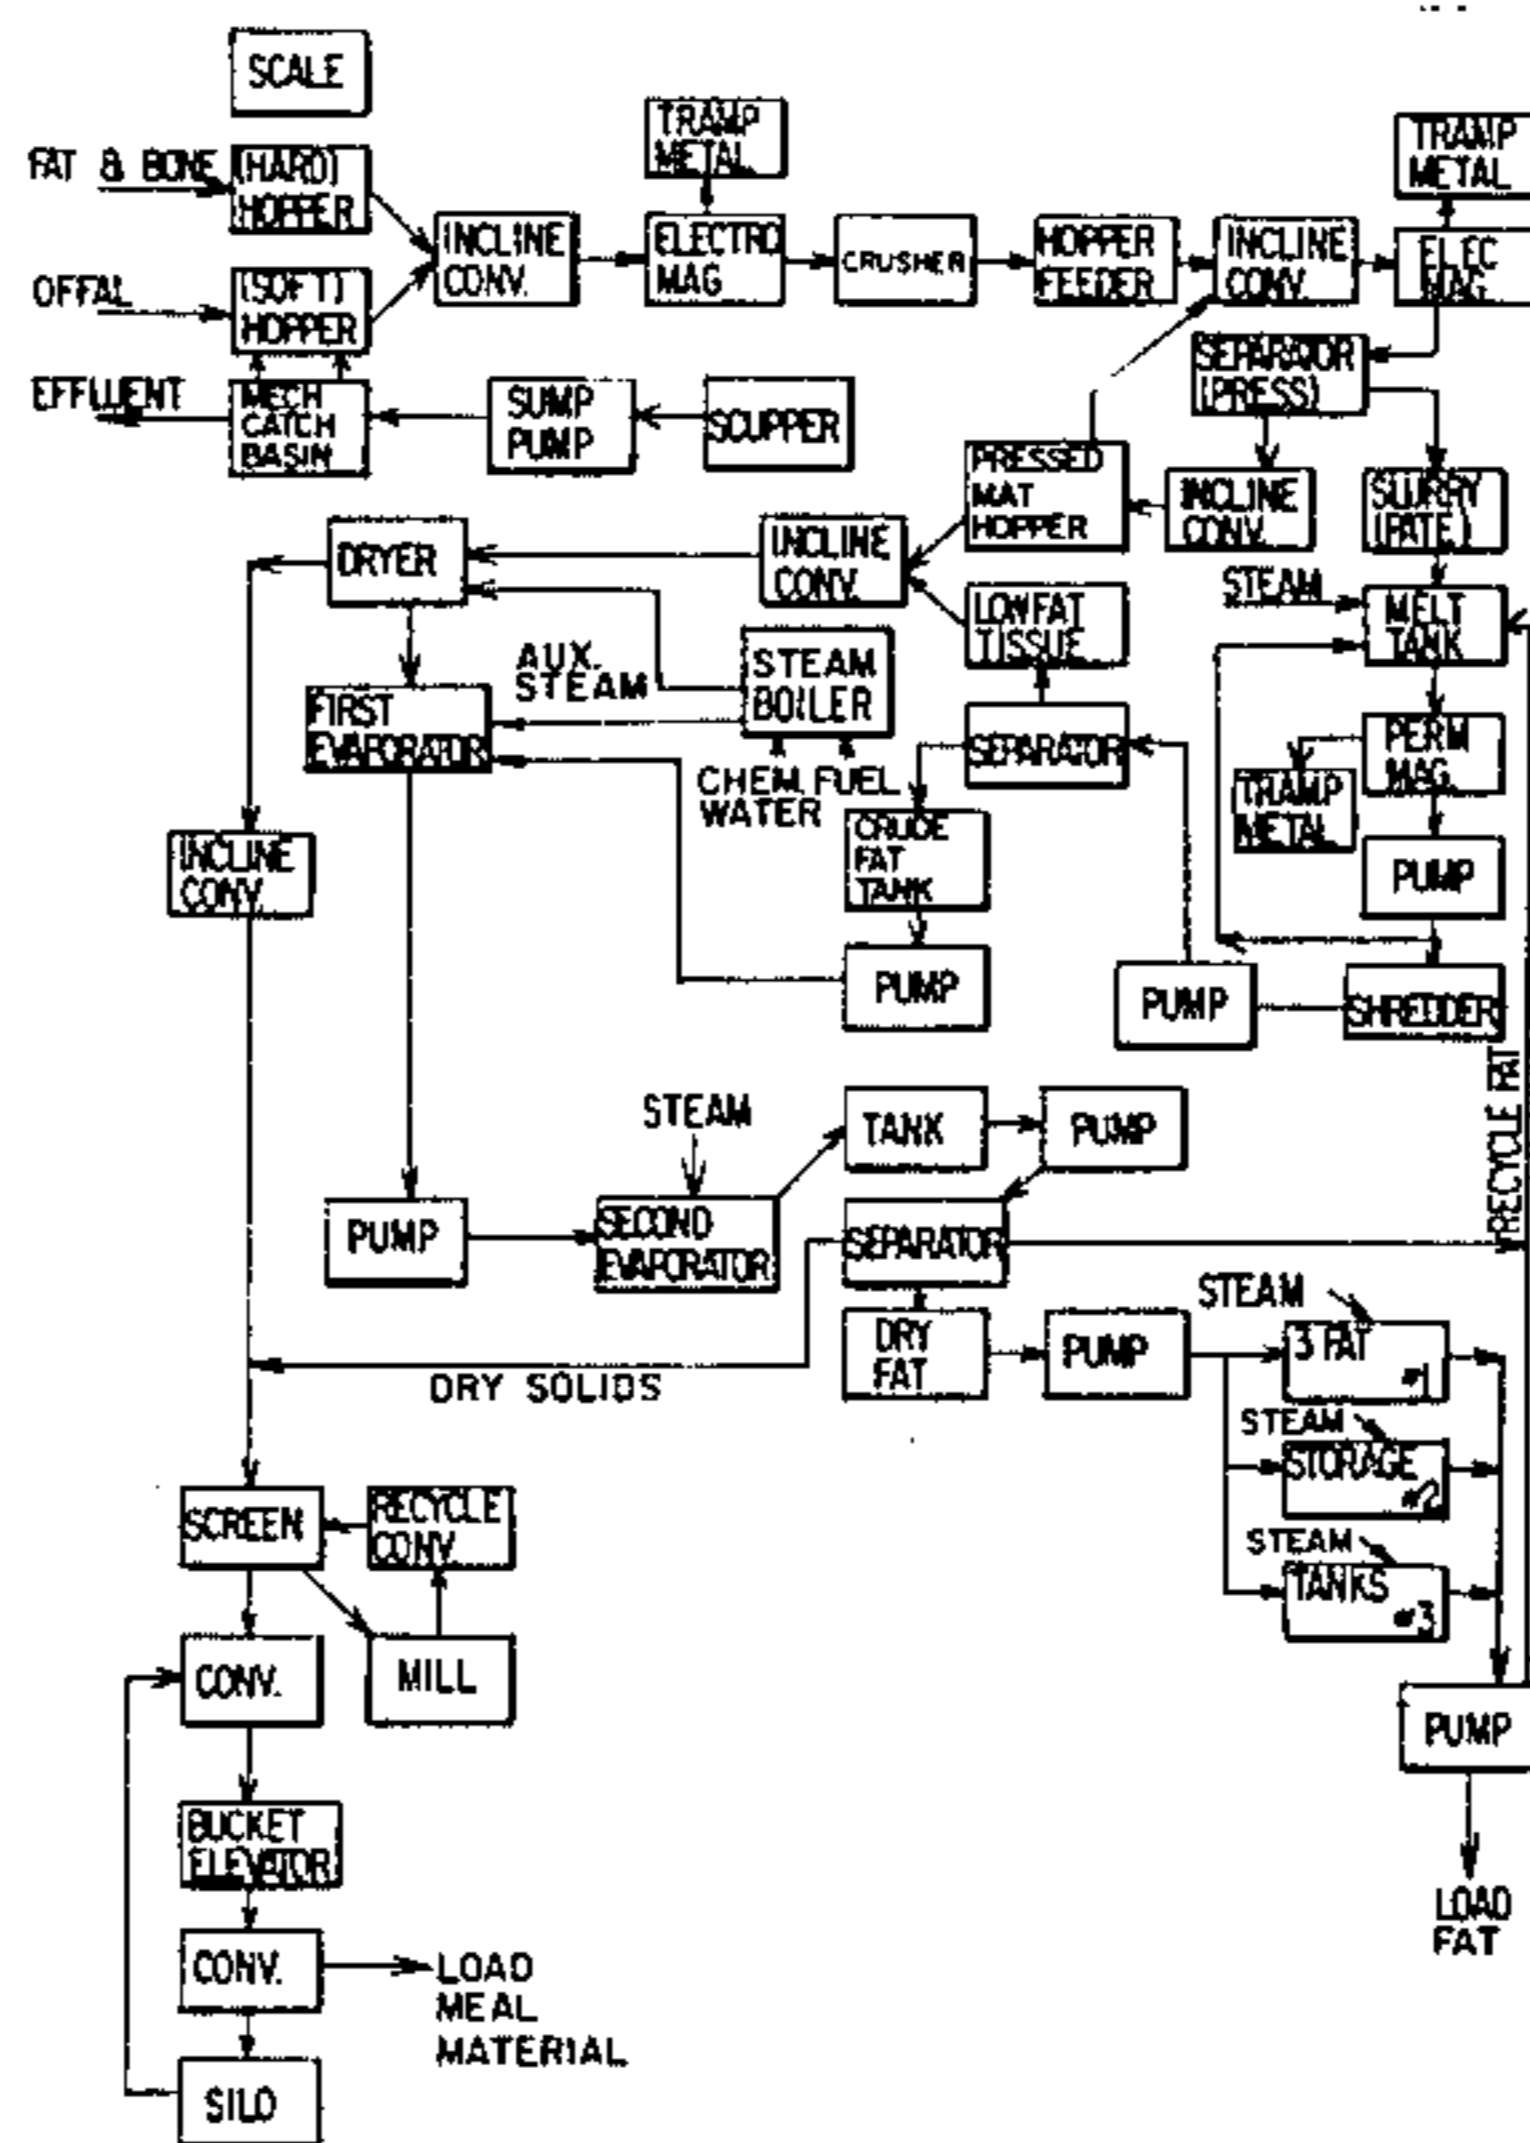 SCALE
TRAMP
METAL
TRAMP
METAL
FAT & BONE
(HARD)
HOPPER
INCLINE
CONV.
ELECTRO
MAG
CRUSHER
HOPPER
FEEDER
INCLINE
CONV.
ELEC
MAG.
OFFAL
(SOFT)
HOPPER
SEPARATOR
(PRESS)
EFFLUENT
MECH
CATCH
BASIN
SUMP
PUMP
SCUPPER
PRESSED
MAT
HOPPER
INCLINE
CONV.
SLURRY
(PATE)
DRYER
INCLINE
CONV.
LOW FAT
TISSUE
STEAM
MELT
TANK
AUX.
STEAM
STEAM
BOILER
FIRST
EVAPORATOR
SEPARATOR
PERM
MAG.
CHEM. FUEL
WATER
TRAMP
METAL
INCLINE
CONV.
CRUDE
FAT
TANK
PUMP
PUMP
PUMP
SHREDDER
RECYCLE FAT
STEAM
TANK
PUMP
PUMP
SECOND
EVAPORATOR
SEPARATOR
STEAM
DRY
FAT
PUMP
3 FAT
#1
DRY SOLIDS
STEAM
STORAGE
#2
SCREEN
RECYCLE
CONV.
STEAM
TANKS
#3
CONV.
MILL
PUMP
BUCKET
ELEVATOR
LOAD
FAT
CONV.
LOAD
MEAL
MATERIAL
SILO